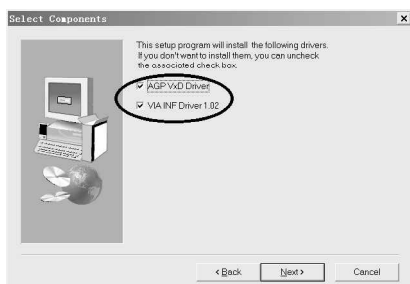 Select Components
This setup program will install the following drivers.
If you don't want to install them, you can uncheck
the associated check box.
AGP VxD Driver
VIA INF Driver 1.02
< Back
Next >
Cancel